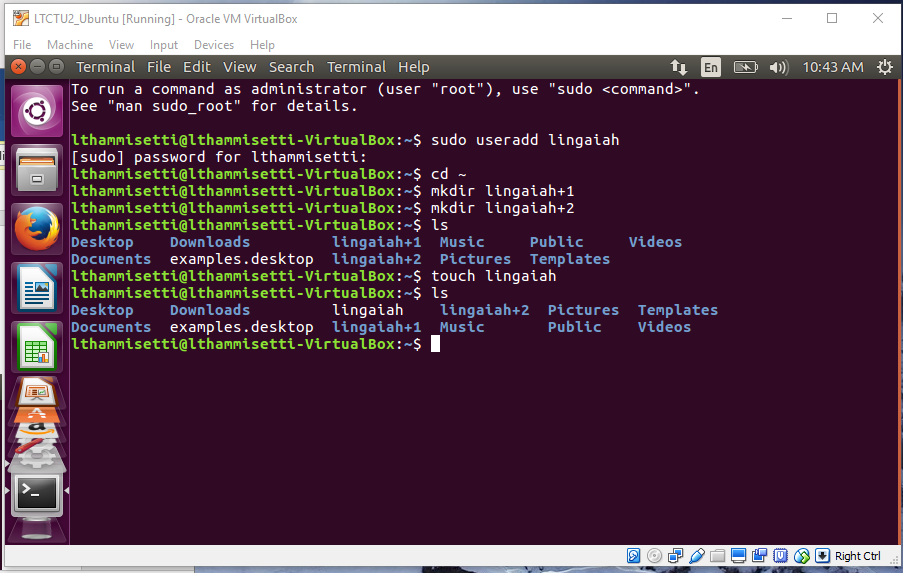 LTCTU2_Ubuntu [Running] - Oracle VM VirtualBox
File Machine View Input Devices Help
Terminal File Edit View Search Terminal Help En 10:43 AM
To run a command as administrator (user "root"), use "sudo <command>".
See "man sudo_root" for details.
lthammisetti@lthammisetti-VirtualBox:~$ sudo useradd lingaiah
[sudo] password for lthammisetti:
lthammisetti@lthammisetti-VirtualBox:~$ cd ~
lthammisetti@lthammisetti-VirtualBox:~$ mkdir lingaiah+1
lthammisetti@lthammisetti-VirtualBox:~$ mkdir lingaiah+2
lthammisetti@lthammisetti-VirtualBox:~$ ls
Desktop Downloads lingaiah+1 Music Public Videos
Documents examples.desktop lingaiah+2 Pictures Templates
lthammisetti@lthammisetti-VirtualBox:~$ touch lingaiah
lthammisetti@lthammisetti-VirtualBox:~$ ls
Desktop Downloads lingaiah lingaiah+2 Pictures Templates
Documents examples.desktop lingaiah+1 Music Public Videos
lthammisetti@lthammisetti-VirtualBox:~$
Right Ctrl